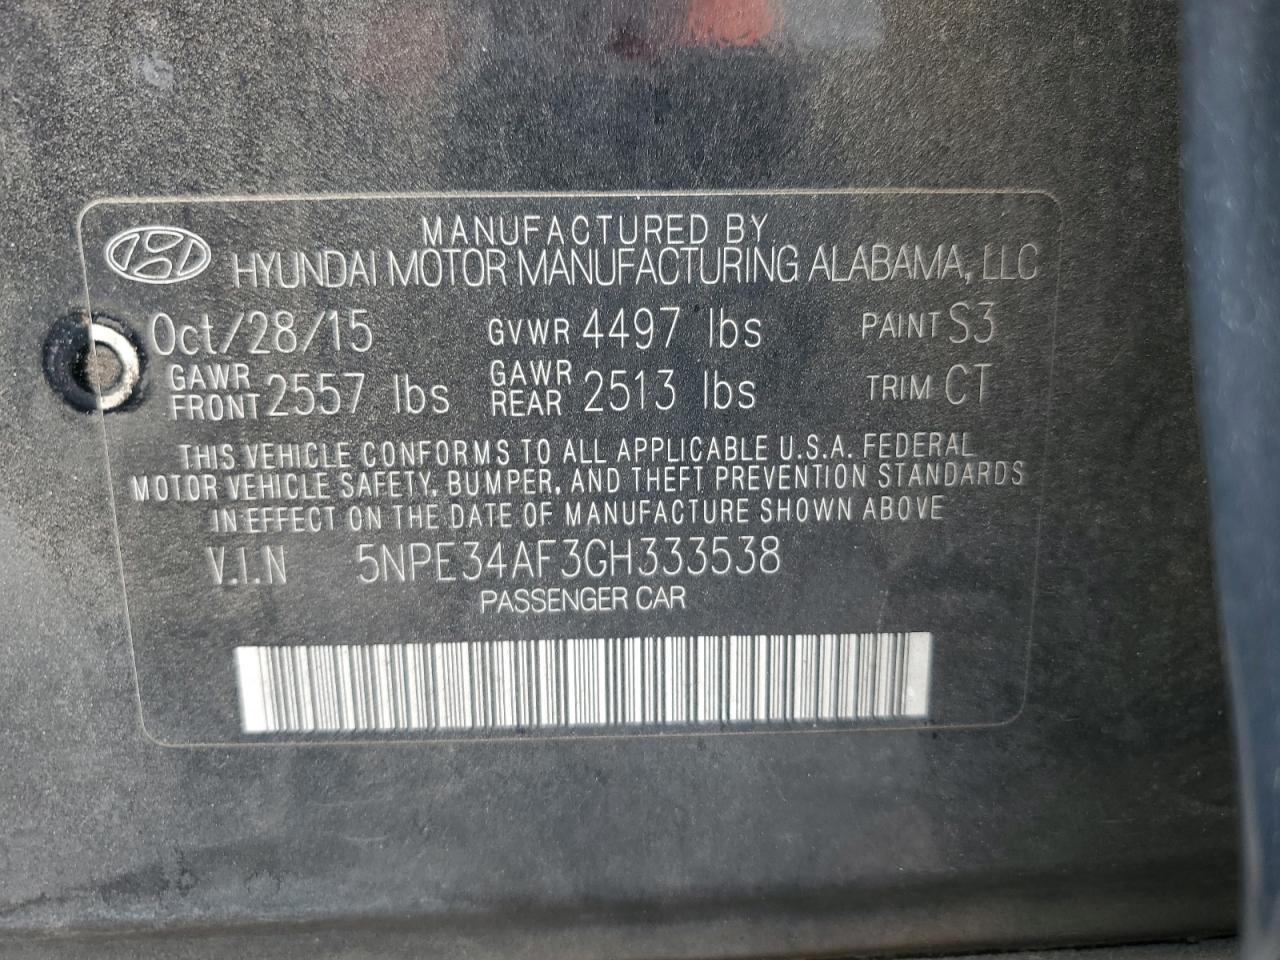 MANUFACTURED BY
HYUNDAI MOTOR MANUFACTURING ALABAMA, LLC
Oct/28/15 GVWR 4497 lbs PAINT S3
GAWR FRONT 2557 lbs GAWR REAR 2513 lbs TRIM CT
THIS VEHICLE CONFORMS TO ALL APPLICABLE U.S.A. FEDERAL
MOTOR VEHICLE SAFETY, BUMPER, AND THEFT PREVENTION STANDARDS
IN EFFECT ON THE DATE OF MANUFACTURE SHOWN ABOVE
V.I.N 5NPE34AF3GH333538
PASSENGER CAR